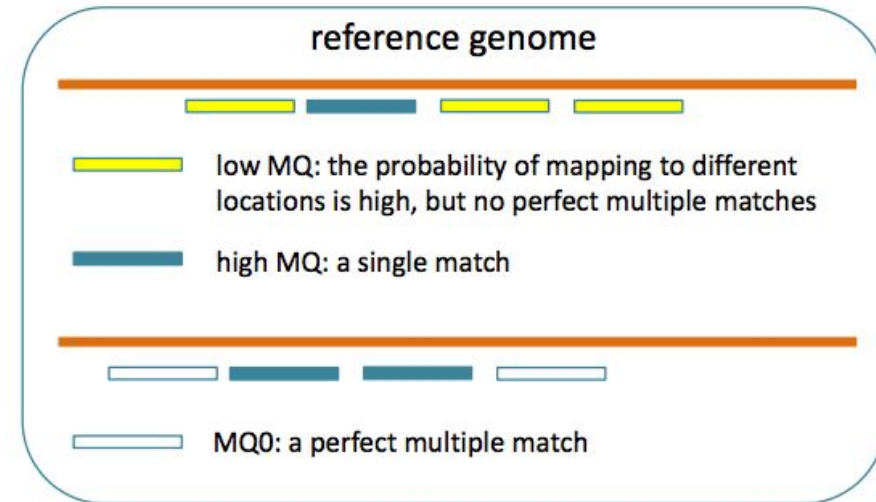 reference genome
low MQ: the probability of mapping to different
locations is high, but no perfect multiple matches
high MQ: a single match
MQ0: a perfect multiple match